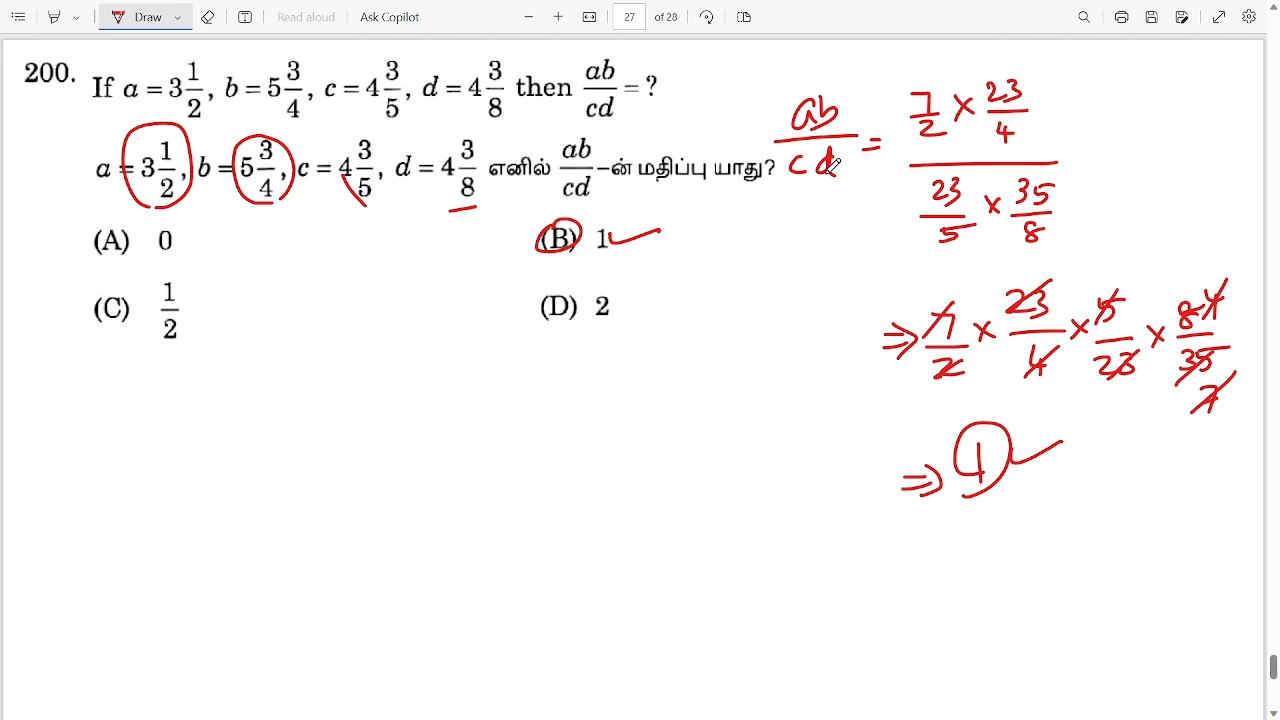 Draw Read aloud Ask Copilot 27 of 28
200. If a = 3 1/2, b = 5 3/4, c = 4 3/5, d = 4 3/8 then ab/cd = ?
a = 3 1/2, b = 5 3/4, c = 4 3/5, d = 4 3/8 எனில் ab/cd-ன் மதிப்பு யாது?
(A) 0
(B) 1
(C) 1/2
(D) 2
ab/cd = 7/2 × 23/4
23/5 × 35/8
⇒ 7/2 × 23/4 × 5/23 × 8/35 4
7
⇒ 1